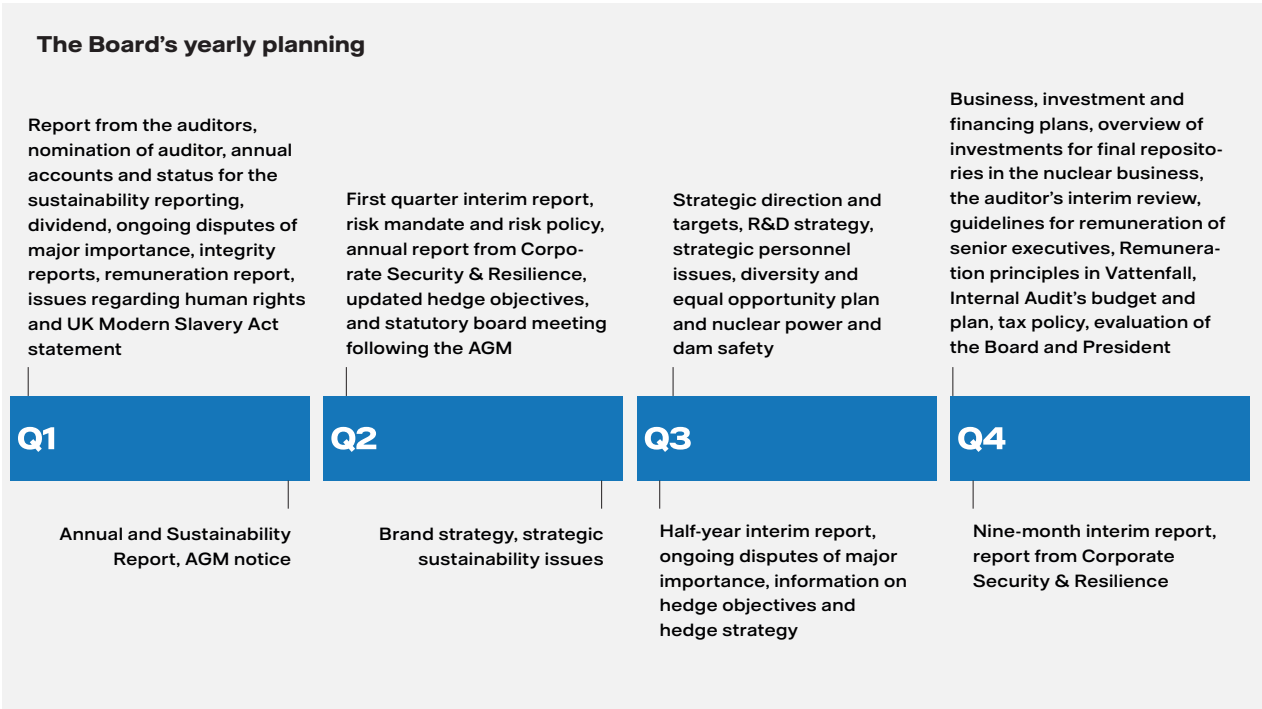 The Board’s yearly planning
Report from the auditors,
nomination of auditor, annual
accounts and status for the
sustainability reporting,
dividend, ongoing disputes of
major importance, integrity
reports, remuneration report,
issues regarding human rights
and UK Modern Slavery Act
statement
First quarter interim report,
risk mandate and risk policy,
annual report from Corpo-
rate Security & Resilience,
updated hedge objectives,
and statutory board meeting
following the AGM
Strategic direction and
targets, R&D strategy,
strategic personnel
issues, diversity and
equal opportunity plan
and nuclear power and
dam safety
Business, investment and
financing plans, overview of
investments for final reposito-
ries in the nuclear business,
the auditor’s interim review,
guidelines for remuneration of
senior executives, Remunera-
tion principles in Vattenfall,
Internal Audit’s budget and
plan, tax policy, evaluation of
the Board and President
Q1
Q2
Q3
Q4
Annual and Sustainability
Report, AGM notice
Brand strategy, strategic
sustainability issues
Half-year interim report,
ongoing disputes of major
importance, information on
hedge objectives and
hedge strategy
Nine-month interim report,
report from Corporate
Security & Resilience